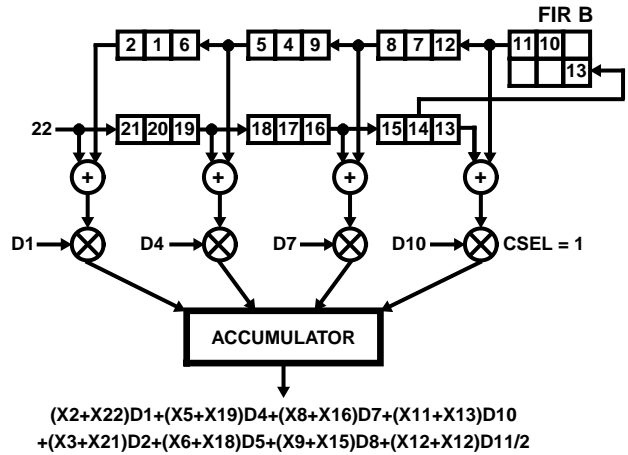 FIR B
2 1 6 5 4 9 8 7 12 11 10
13
22 21 20 19 18 17 16 15 14 13
+ + + +
D1 D4 D7 D10 CSEL = 1
ACCUMULATOR
(X2+X22)D1+(X5+X19)D4+(X8+X16)D7+(X11+X13)D10
+(X3+X21)D2+(X6+X18)D5+(X9+X15)D8+(X12+X12)D11/2